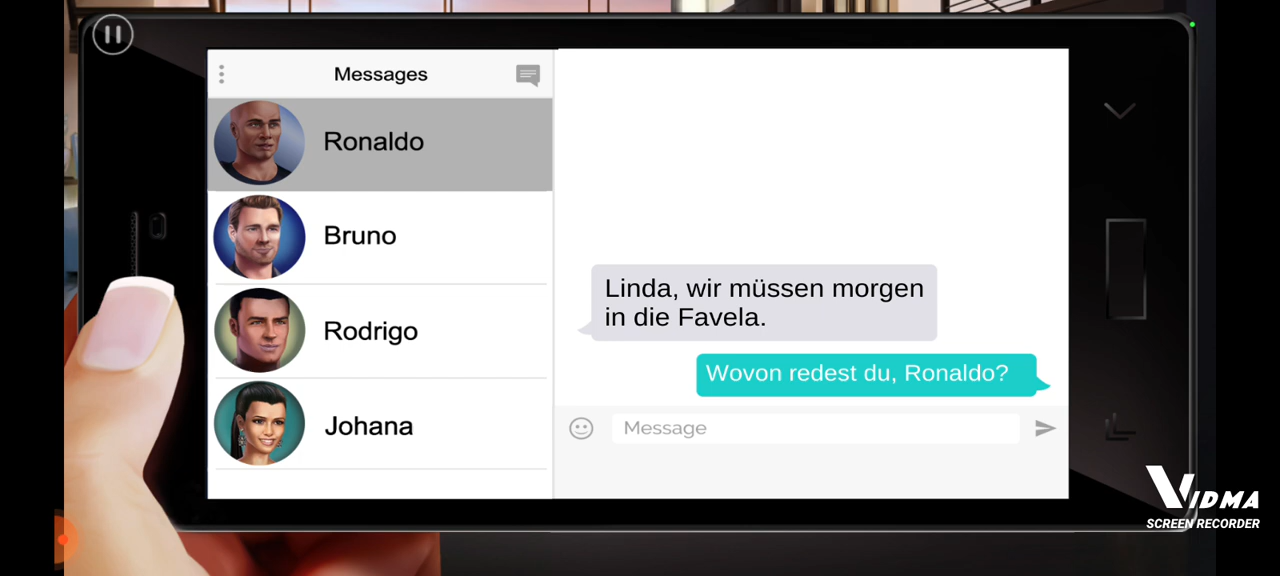 Messages
Ronaldo
Bruno
Rodrigo
Johana
Linda, wir müssen morgen
in die Favela.
Wovon redest du, Ronaldo?
Message
VIDMA
SCREEN RECORDER